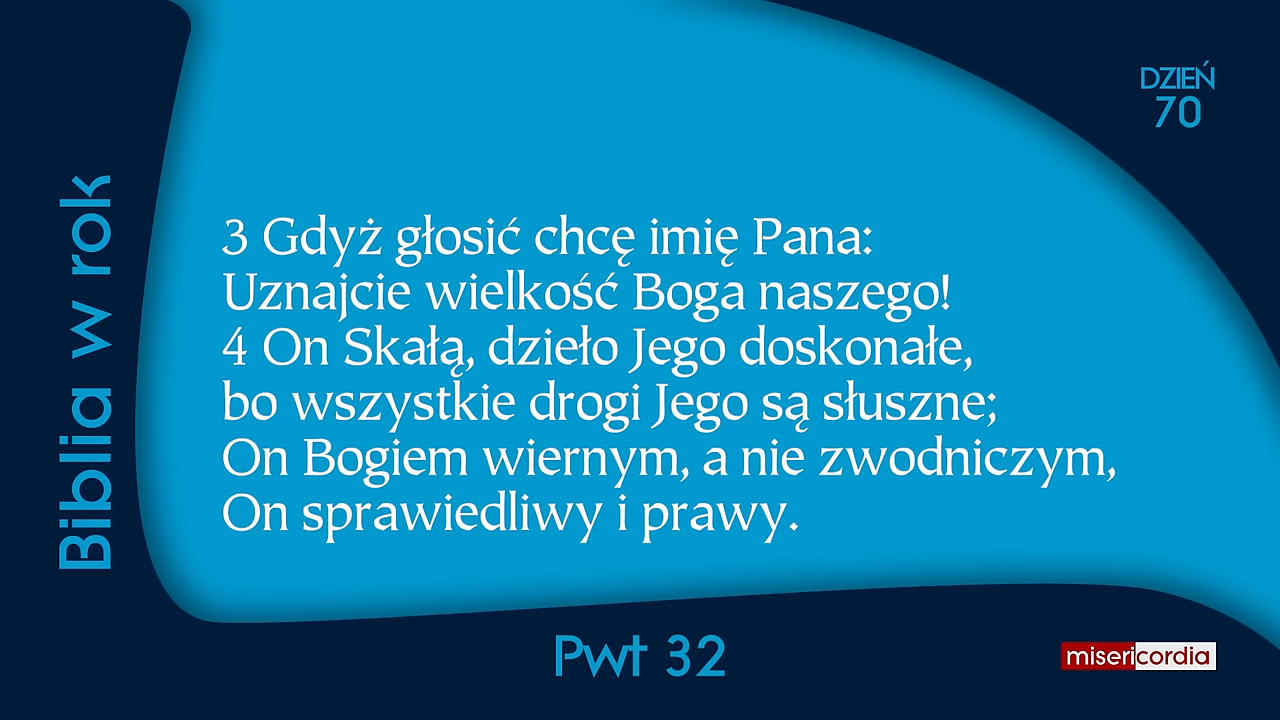 DZIEŃ
70
Biblia w rok
3 Gdyż głosić chcę imię Pana:
Uznajcie wielkość Boga naszego!
4 On Skałą, dzieło Jego doskonałe,
bo wszystkie drogi Jego są słuszne;
On Bogiem wiernym, a nie zwodniczym,
On sprawiedliwy i prawy.
Pwt 32
misericordia